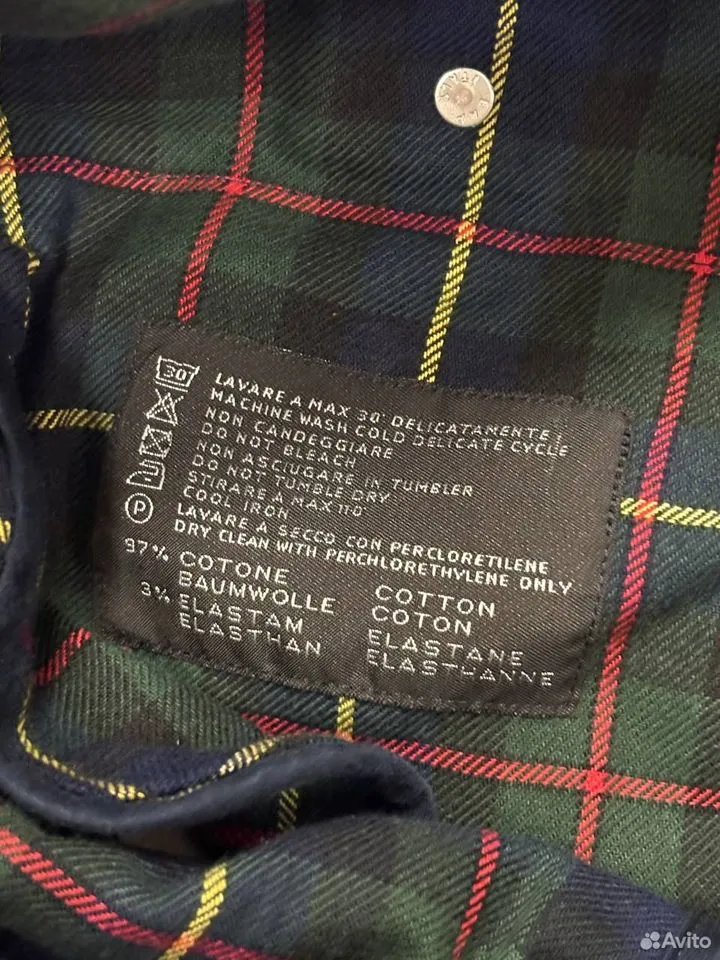 30°
LAVARE A MAX 30° DELICATAMENTE
MACHINE WASH COLD DELICATE CYCLE
NON CANDEGGIARE
DO NOT BLEACH
NON ASCIUGARE IN TUMBLER
DO NOT TUMBLE DRY
STIRARE A MAX 110°
COOL IRON
P
LAVARE A SECCO CON PERCLORETILENE
DRY CLEAN WITH PERCHLORETHYLENE ONLY
97% COTONE COTTON
BAUMWOLLE COTON
3% ELASTAM ELASTANE
ELASTHAN ELASTHANNE
Avito